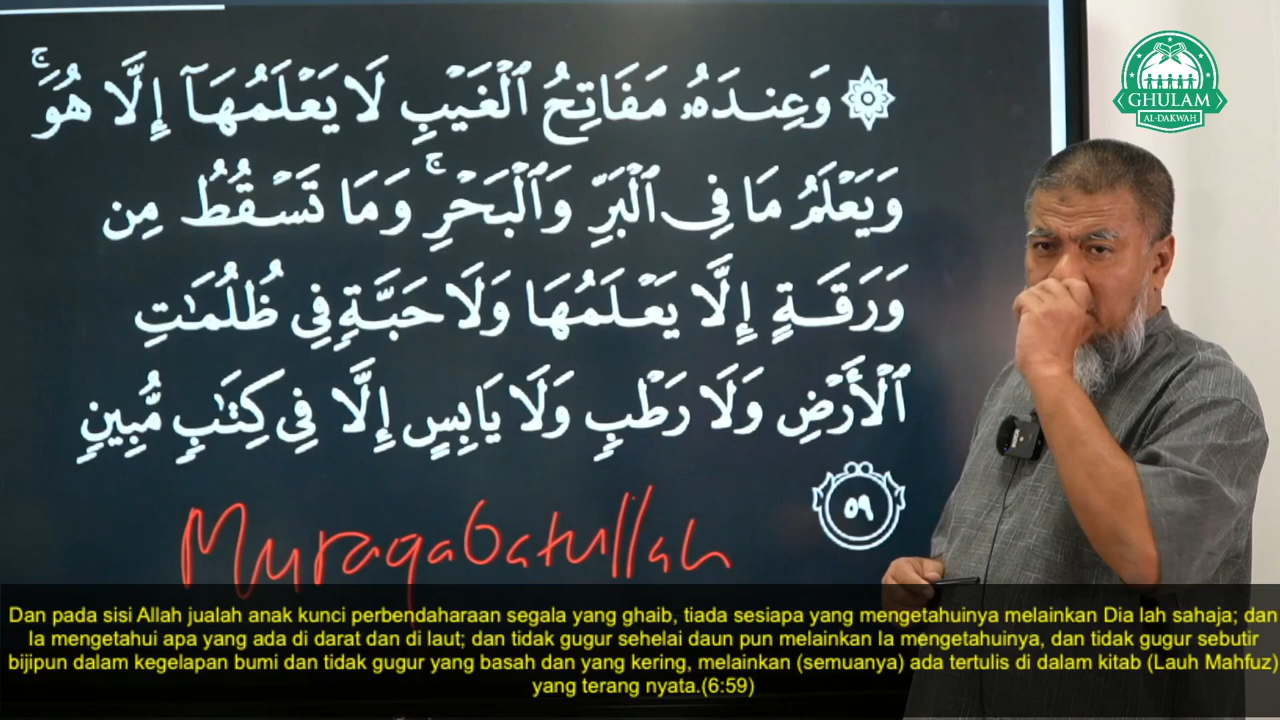 ۞ وَعِندَهُۥ مَفَاتِحُ ٱلْغَيْبِ لَا يَعْلَمُهَآ إِلَّا هُوَ ۚ
وَيَعْلَمُ مَا فِى ٱلْبَرِّ وَٱلْبَحْرِ ۚ وَمَا تَسْقُطُ مِن
وَرَقَةٍ إِلَّا يَعْلَمُهَا وَلَا حَبَّةٍ فِى ظُلُمَـٰتِ
ٱلْأَرْضِ وَلَا رَطْبٍ وَلَا يَابِسٍ إِلَّا فِى كِتَـٰبٍ مُّبِينٍ
٥٩
Muraqabatullah
GHULAM
AL-DAKWAH
Dan pada sisi Allah jualah anak kunci perbendaharaan segala yang ghaib, tiada sesiapa yang mengetahuinya melainkan Dia lah sahaja; dan
Ia mengetahui apa yang ada di darat dan di laut; dan tidak gugur sehelai daun pun melainkan Ia mengetahuinya, dan tidak gugur sebutir
bijipun dalam kegelapan bumi dan tidak gugur yang basah dan yang kering, melainkan (semuanya) ada tertulis di dalam kitab (Lauh Mahfuz)
yang terang nyata.(6:59)